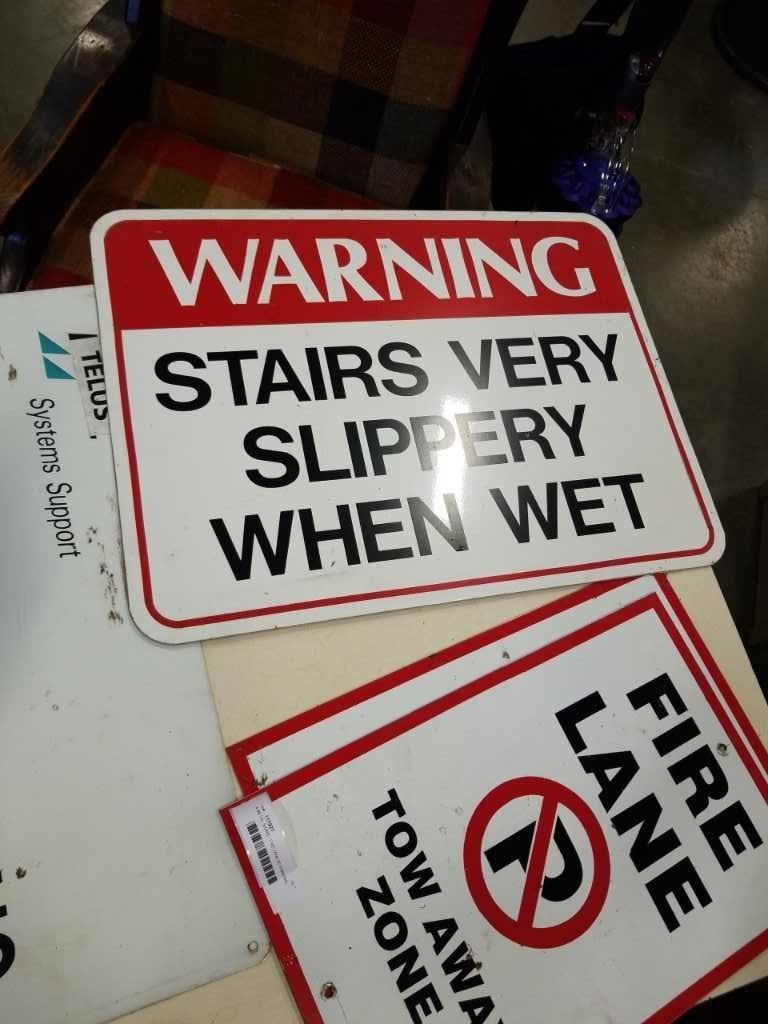 WARNING
STAIRS VERY
SLIPPERY
WHEN WET
TELUS
Systems Support
FIRE
LANE
P
TOW AWAY
ZONE